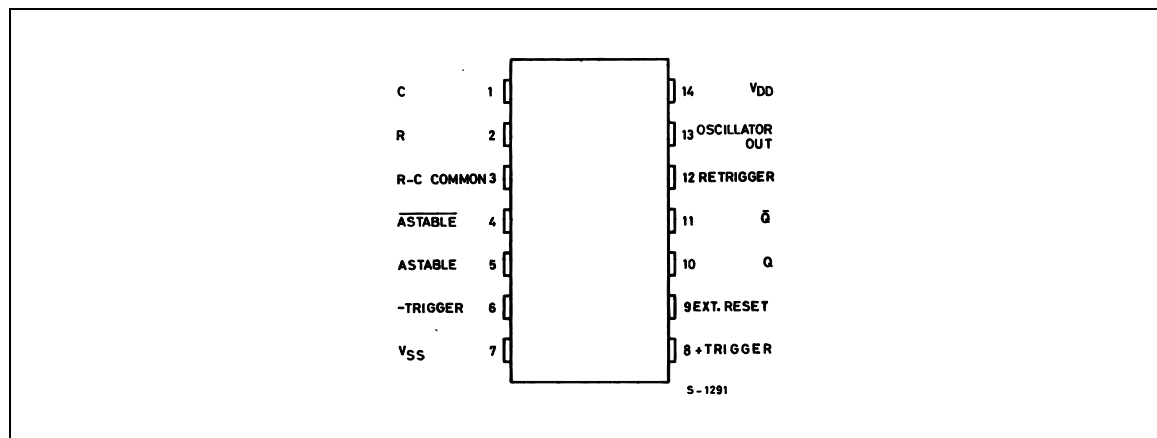 C 1
R 2
R-C COMMON 3
A̅S̅T̅A̅B̅L̅E̅ 4
ASTABLE 5
-TRIGGER 6
VSS 7
14 VDD
13 OSCILLATOR
OUT
12 RETRIGGER
11 Q̅
10 Q
9 EXT. RESET
8 +TRIGGER
S-1291